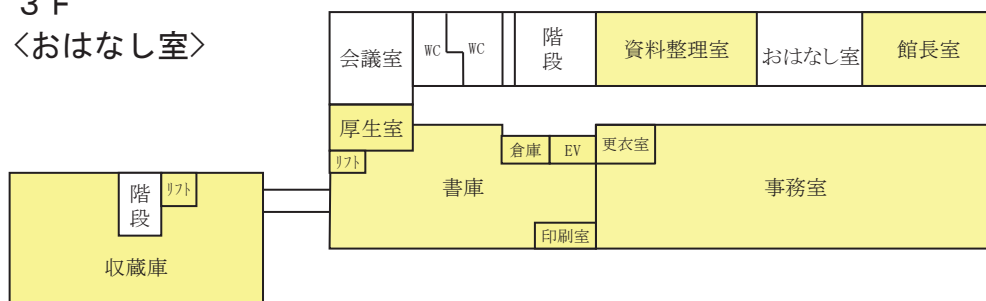 ３Ｆ
〈おはなし室〉
会議室
WC
WC
階段
資料整理室
おはなし室
館長室
厚生室
リフト
倉庫
EV
更衣室
書庫
事務室
印刷室
階段
リフト
収蔵庫